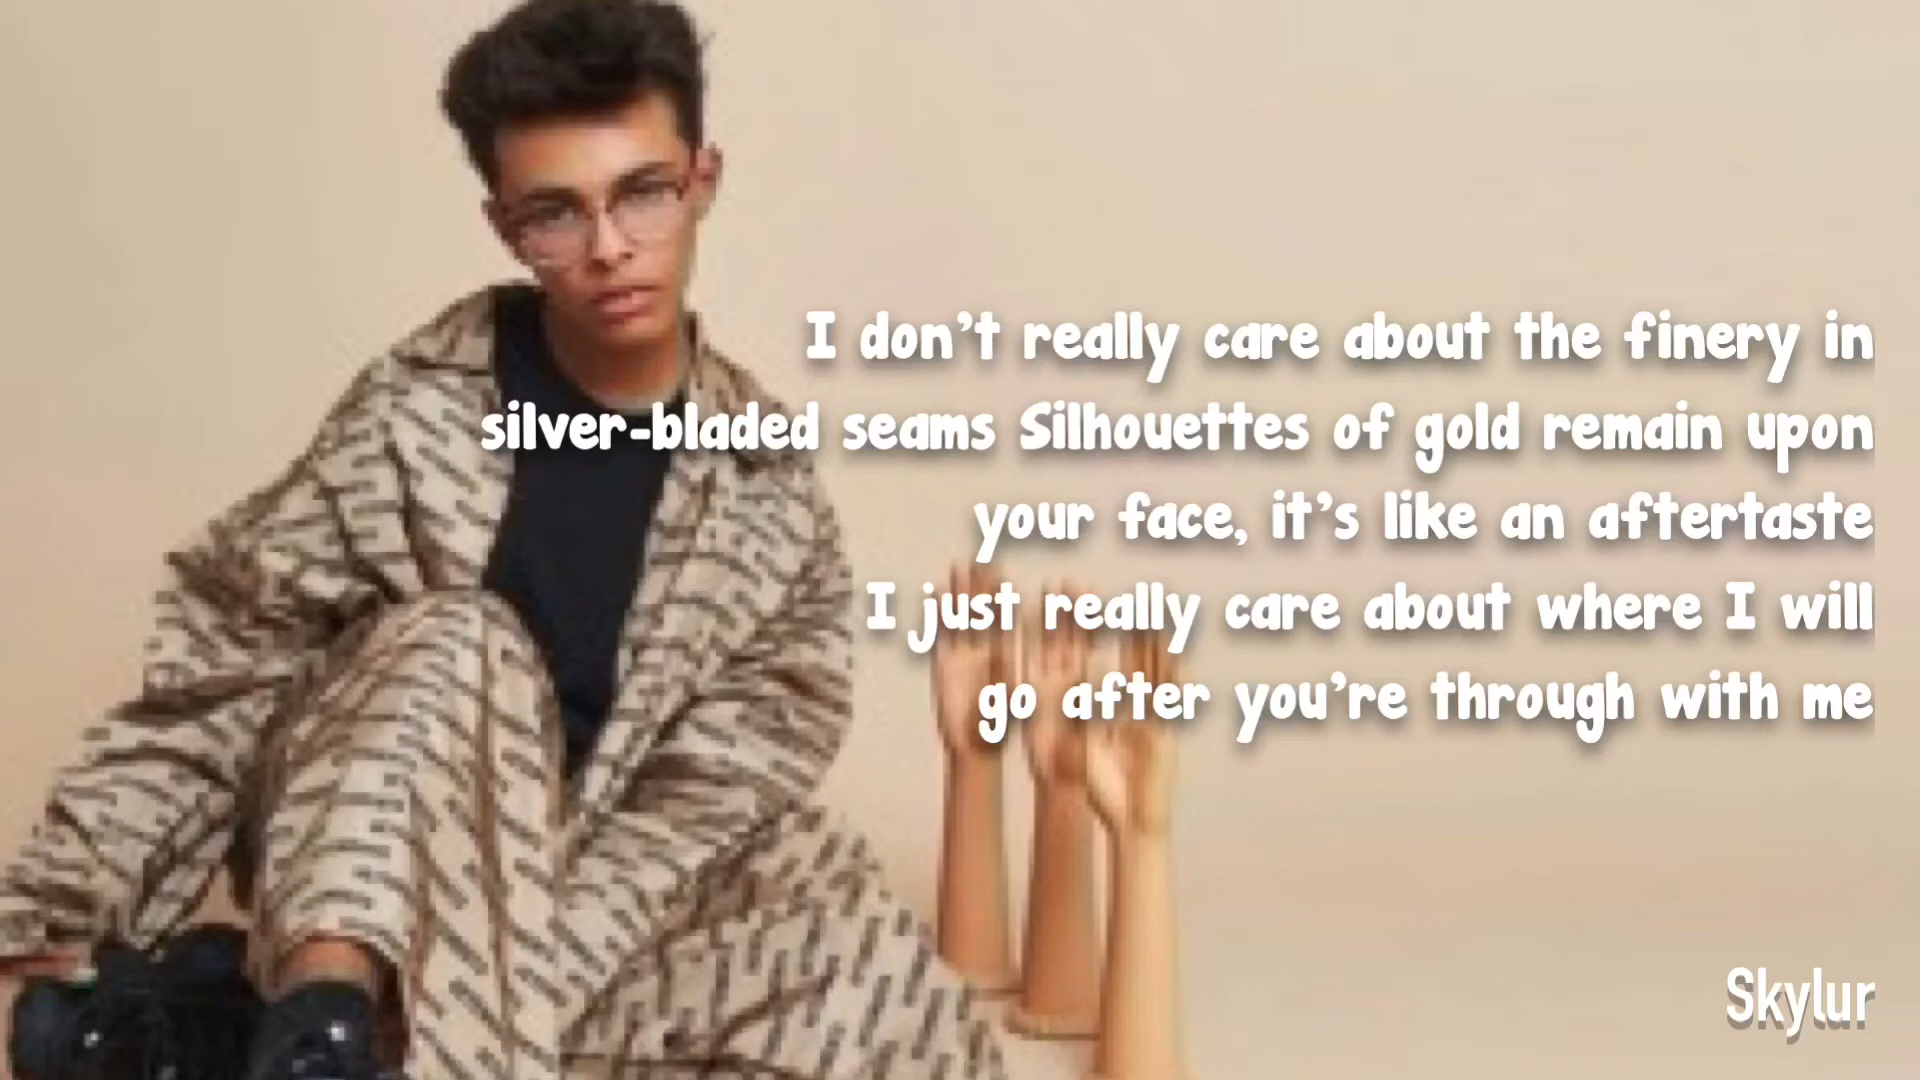 I don't really care about the finery in
silver-bladed seams Silhouettes of gold remain upon
your face, it's like an aftertaste
I just really care about where I will
go after you're through with me
Skylur